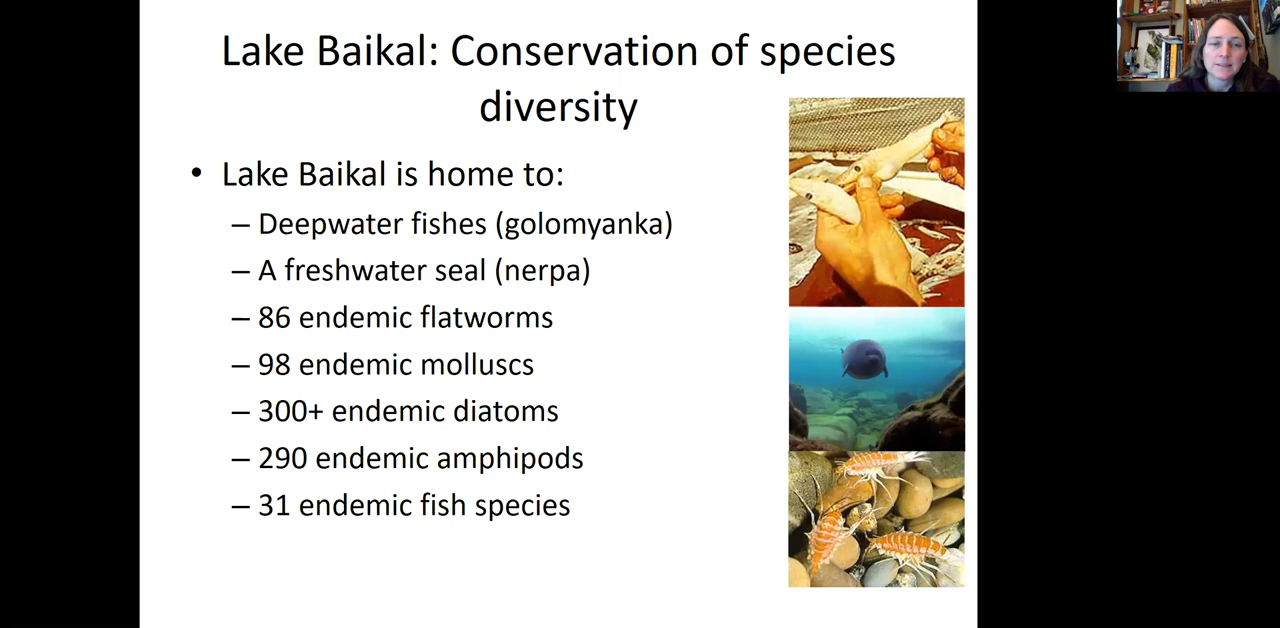 Lake Baikal: Conservation of species
diversity
• Lake Baikal is home to:
– Deepwater fishes (golomyanka)
– A freshwater seal (nerpa)
– 86 endemic flatworms
– 98 endemic molluscs
– 300+ endemic diatoms
– 290 endemic amphipods
– 31 endemic fish species